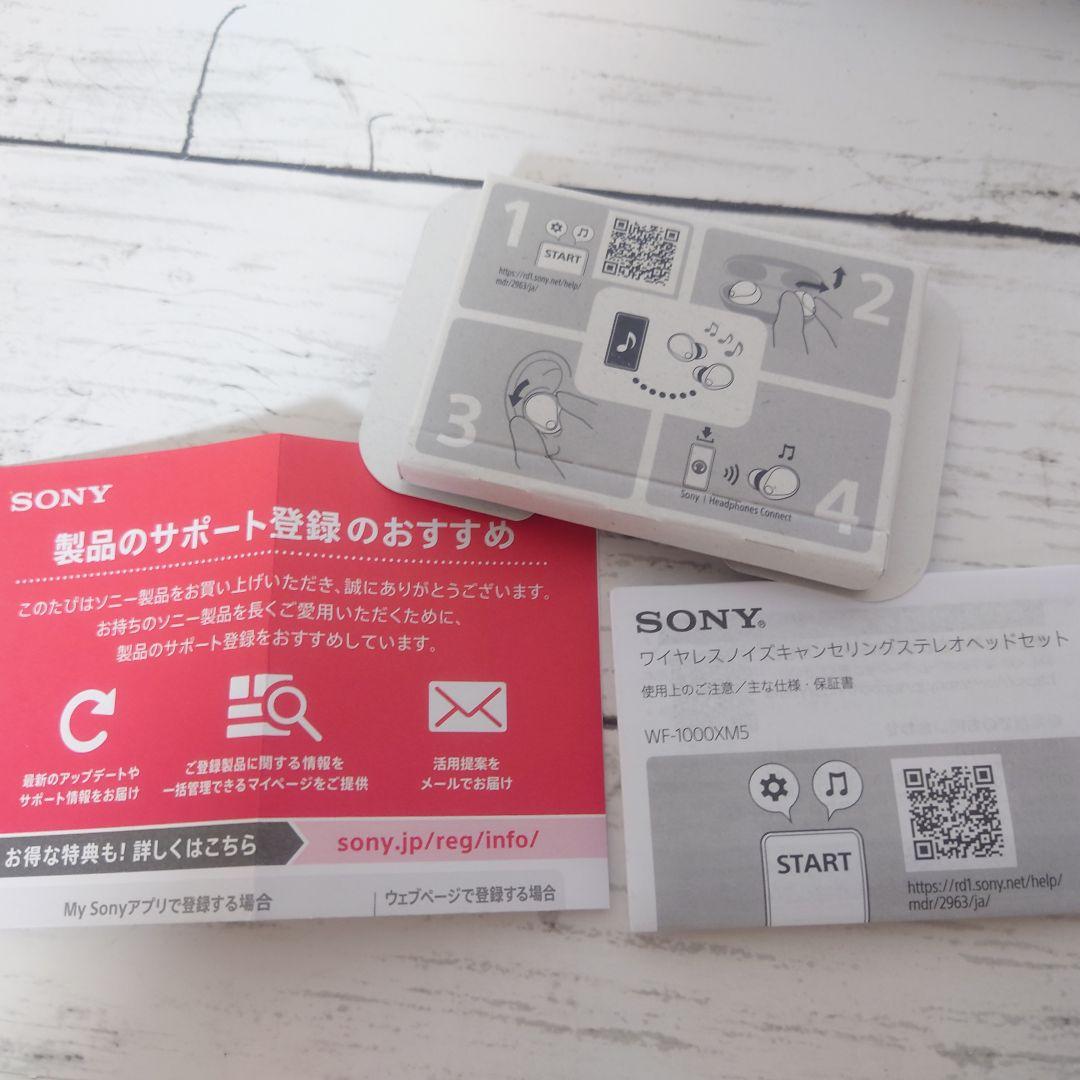 1
START
https://rd1.sony.net/help/
mdr/2963/ja/
2
3
4
Sony | Headphones Connect
SONY
製品のサポート登録のおすすめ
このたびはソニー製品をお買い上げいただき、誠にありがとうございます。
お持ちのソニー製品を長くご愛用いただくために、
製品のサポート登録をおすすめしています。
最新のアップデートや
サポート情報をお届け
ご登録製品に関する情報を
一括管理できるマイページをご提供
活用提案を
メールでお届け
お得な特典も! 詳しくはこちら
sony.jp/reg/info/
My Sonyアプリで登録する場合
ウェブページで登録する場合
SONY®
ワイヤレスノイズキャンセリングステレオヘッドセット
使用上のご注意/主な仕様・保証書
WF-1000XM5
START
https://rd1.sony.net/help/
mdr/2963/ja/